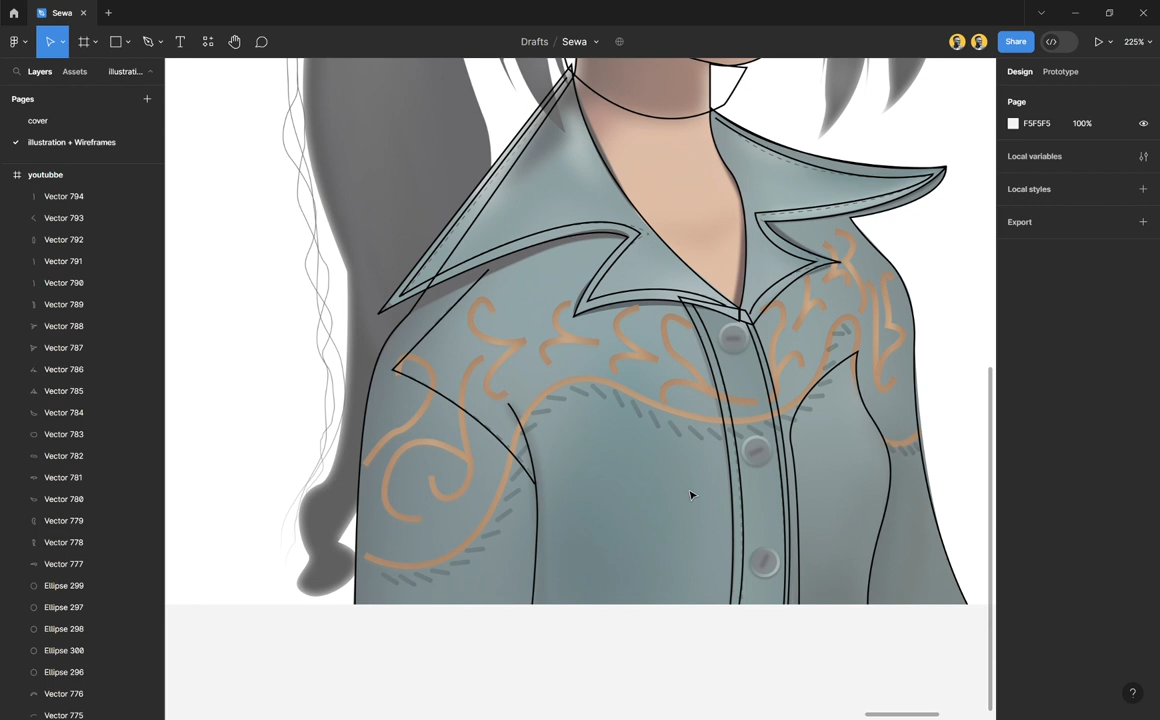 Sewa
Drafts / Sewa
Share
225%
Layers
Assets
illustrati...
Pages
cover
illustration + Wireframes
youtubbe
Vector 794
Vector 793
Vector 792
Vector 791
Vector 790
Vector 789
Vector 788
Vector 787
Vector 786
Vector 785
Vector 784
Vector 783
Vector 782
Vector 781
Vector 780
Vector 779
Vector 778
Vector 777
Ellipse 299
Ellipse 297
Ellipse 298
Ellipse 300
Ellipse 296
Vector 776
Vector 775
Design
Prototype
Page
F5F5F5
100%
Local variables
Local styles
Export
?